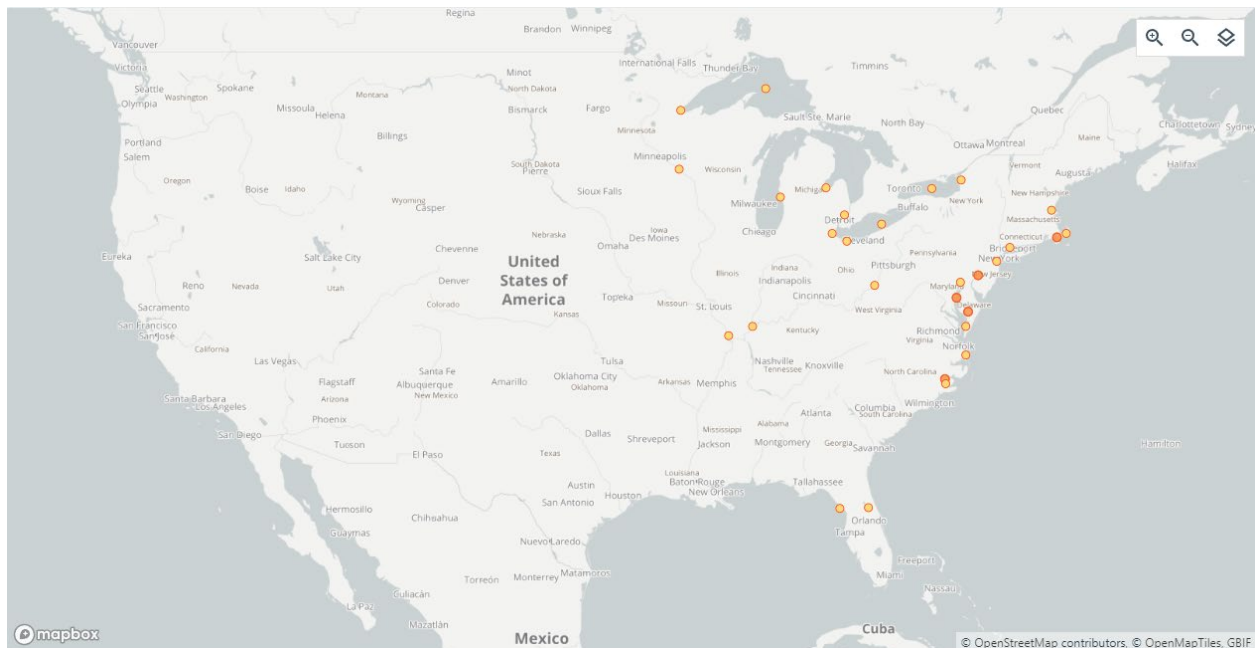 Regina
Brandon Winnipeg
Vancouver
Victoria
International Falls
Thunder Bay
Timmins
Seattle
Spokane
Minot
North Dakota
Olympia
Washington
Montana
Missoula
Helena
Bismarck
Fargo
Sault Ste. Marie
North Bay
Quebec
Charlottetown
Sydney
Portland
Billings
Minnesota
Maine
Salem
Minneapolis
Ottawa Montreal
South Dakota
Pierre
Wisconsin
Vermont
Augusta
Halifax
Oregon
Boise
Idaho
Sioux Falls
Michigan
Toronto
New Hampshire
Wyoming
Casper
Milwaukee
Buffalo
New York
Detroit
Massachusetts
Iowa
Des Moines
Chicago
Connecticut
Nebraska
Omaha
Cleveland
Bridgeport
Eureka
Salt Lake City
Cheyenne
Pennsylvania
New York
United
States of
America
Illinois
Indiana
Indianapolis
Ohio
Pittsburgh
New Jersey
Reno
Nevada
Utah
Denver
Maryland
Topeka
Missouri
St. Louis
Cincinnati
Colorado
Kansas
West Virginia
Delaware
Sacramento
San Francisco
San José
Kentucky
Richmond
Virginia
California
Norfolk
Las Vegas
Tulsa
Nashville
Tennessee
Knoxville
Santa Fe
Flagstaff
Albuquerque
New Mexico
Amarillo
Oklahoma City
Oklahoma
Arkansas
Memphis
North Carolina
Santa Barbara
Los Angeles
Arizona
Phoenix
Atlanta
Columbia
South Carolina
Wilmington
San Diego
Tucson
El Paso
Dallas
Texas
Shreveport
Mississippi
Jackson
Alabama
Montgomery
Georgia
Savannah
Hamilton
Louisiana
Baton Rouge
New Orleans
Tallahassee
Austin
Houston
San Antonio
Hermosillo
Chihuahua
Guaymas
Orlando
Tampa
Nuevo Laredo
Freeport
Miami
Torreón
Monterrey
Matamoros
Nassau
Culiacán
La Paz
Mazatlán
Mexico
Cuba
mapbox
© OpenStreetMap contributors, © OpenMapTiles, GBIF